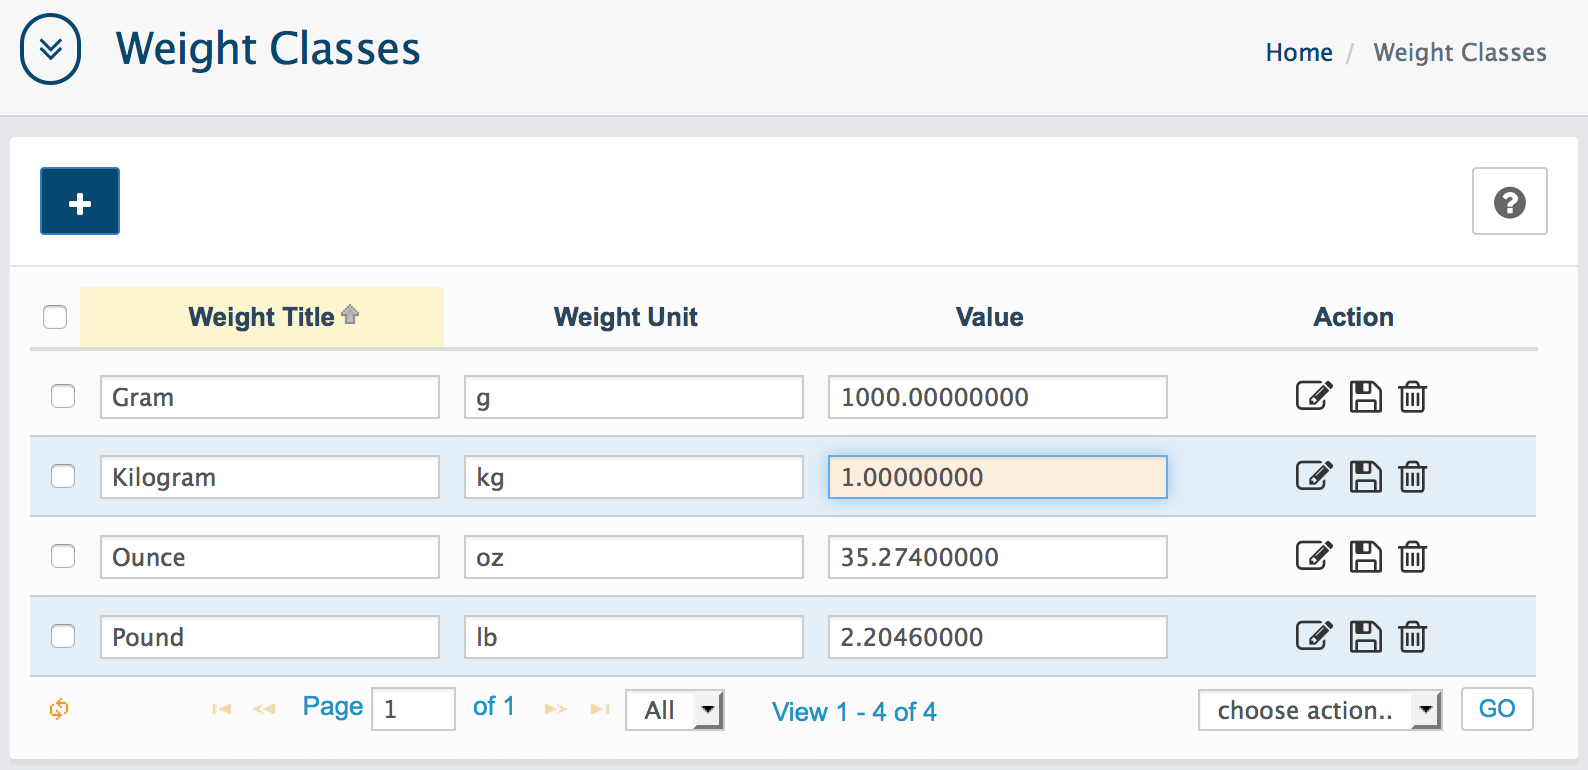 Weight Classes
Home / Weight Classes
Weight Title Weight Unit Value Action
Gram g 1000.00000000
Kilogram kg 1.00000000
Ounce oz 35.27400000
Pound lb 2.20460000
Page 1 of 1 All View 1 - 4 of 4 choose action.. GO